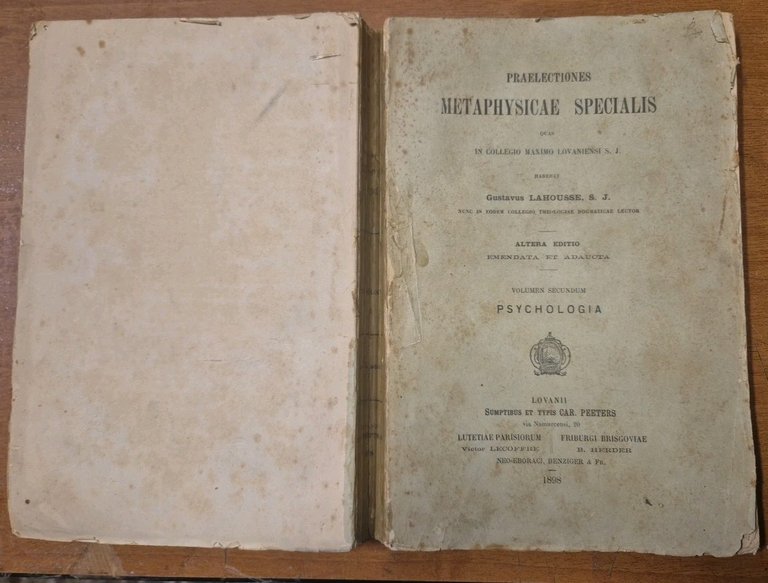 PRAELECTIONES
METAPHYSICAE SPECIALIS
QUAS
IN COLLEGIO MAXIMO LOVANIENSI S. J.
HABEBAT
Gustavus LAHOUSSE, S. J.
NUNC IN EODEM COLLEGIO THEOLOGIAE DOGMATICAE LECTOR
ALTERA EDITIO
EMENDATA ET ADAUCTA
VOLUMEN SECUNDUM
PSYCHOLOGIA
LOVANII
SUMPTIBUS ET TYPIS CAR. PEETERS
via Namurcensi, 20
LUTETIAE PARISIORUM
Victor LECOFFRE
FRIBURGI BRISGOVIAE
B. HERDER
NEO-EBORACI, BENZIGER & FR.
1898